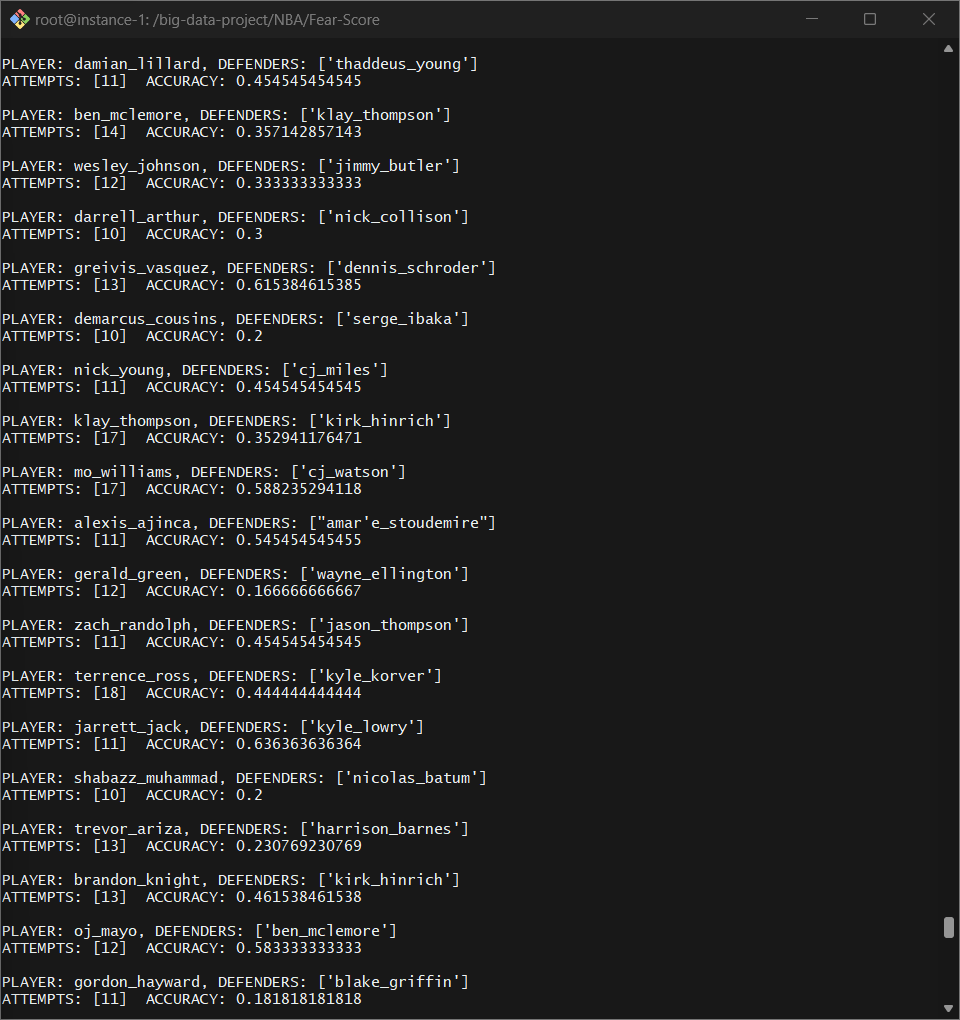 root@instance-1: /big-data-project/NBA/Fear-Score
PLAYER: damian_lillard, DEFENDERS: ['thaddeus_young']
ATTEMPTS: [11]  ACCURACY: 0.454545454545
PLAYER: ben_mclemore, DEFENDERS: ['klay_thompson']
ATTEMPTS: [14]  ACCURACY: 0.357142857143
PLAYER: wesley_johnson, DEFENDERS: ['jimmy_butler']
ATTEMPTS: [12]  ACCURACY: 0.333333333333
PLAYER: darrell_arthur, DEFENDERS: ['nick_collison']
ATTEMPTS: [10]  ACCURACY: 0.3
PLAYER: greivis_vasquez, DEFENDERS: ['dennis_schroder']
ATTEMPTS: [13]  ACCURACY: 0.615384615385
PLAYER: demarcus_cousins, DEFENDERS: ['serge_ibaka']
ATTEMPTS: [10]  ACCURACY: 0.2
PLAYER: nick_young, DEFENDERS: ['cj_miles']
ATTEMPTS: [11]  ACCURACY: 0.454545454545
PLAYER: klay_thompson, DEFENDERS: ['kirk_hinrich']
ATTEMPTS: [17]  ACCURACY: 0.352941176471
PLAYER: mo_williams, DEFENDERS: ['cj_watson']
ATTEMPTS: [17]  ACCURACY: 0.588235294118
PLAYER: alexis_ajinca, DEFENDERS: ["amar'e_stoudemire"]
ATTEMPTS: [11]  ACCURACY: 0.545454545455
PLAYER: gerald_green, DEFENDERS: ['wayne_ellington']
ATTEMPTS: [12]  ACCURACY: 0.166666666667
PLAYER: zach_randolph, DEFENDERS: ['jason_thompson']
ATTEMPTS: [11]  ACCURACY: 0.454545454545
PLAYER: terrence_ross, DEFENDERS: ['kyle_korver']
ATTEMPTS: [18]  ACCURACY: 0.444444444444
PLAYER: jarrett_jack, DEFENDERS: ['kyle_lowry']
ATTEMPTS: [11]  ACCURACY: 0.636363636364
PLAYER: shabazz_muhammad, DEFENDERS: ['nicolas_batum']
ATTEMPTS: [10]  ACCURACY: 0.2
PLAYER: trevor_ariza, DEFENDERS: ['harrison_barnes']
ATTEMPTS: [13]  ACCURACY: 0.230769230769
PLAYER: brandon_knight, DEFENDERS: ['kirk_hinrich']
ATTEMPTS: [13]  ACCURACY: 0.461538461538
PLAYER: oj_mayo, DEFENDERS: ['ben_mclemore']
ATTEMPTS: [12]  ACCURACY: 0.583333333333
PLAYER: gordon_hayward, DEFENDERS: ['blake_griffin']
ATTEMPTS: [11]  ACCURACY: 0.181818181818